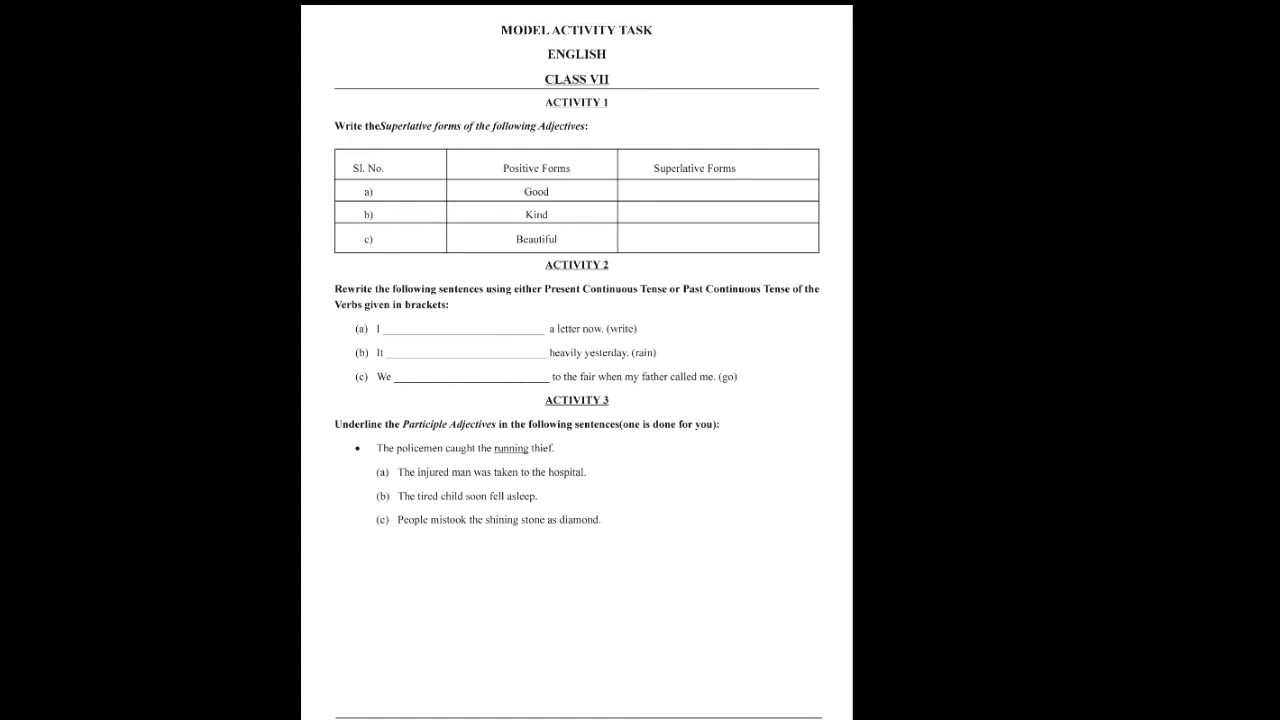 MODEL ACTIVITY TASK
ENGLISH
CLASS VII
ACTIVITY 1
Write theSuperlative forms of the following Adjectives:
Sl. No. Positive Forms Superlative Forms
a) Good
b) Kind
c) Beautiful
ACTIVITY 2
Rewrite the following sentences using either Present Continuous Tense or Past Continuous Tense of the
Verbs given in brackets:
(a) I ____________________________ a letter now. (write)
(b) It ____________________________ heavily yesterday. (rain)
(c) We ____________________________ to the fair when my father called me. (go)
ACTIVITY 3
Underline the Participle Adjectives in the following sentences(one is done for you):
• The policemen caught the running thief.
(a) The injured man was taken to the hospital.
(b) The tired child soon fell asleep.
(c) People mistook the shining stone as diamond.